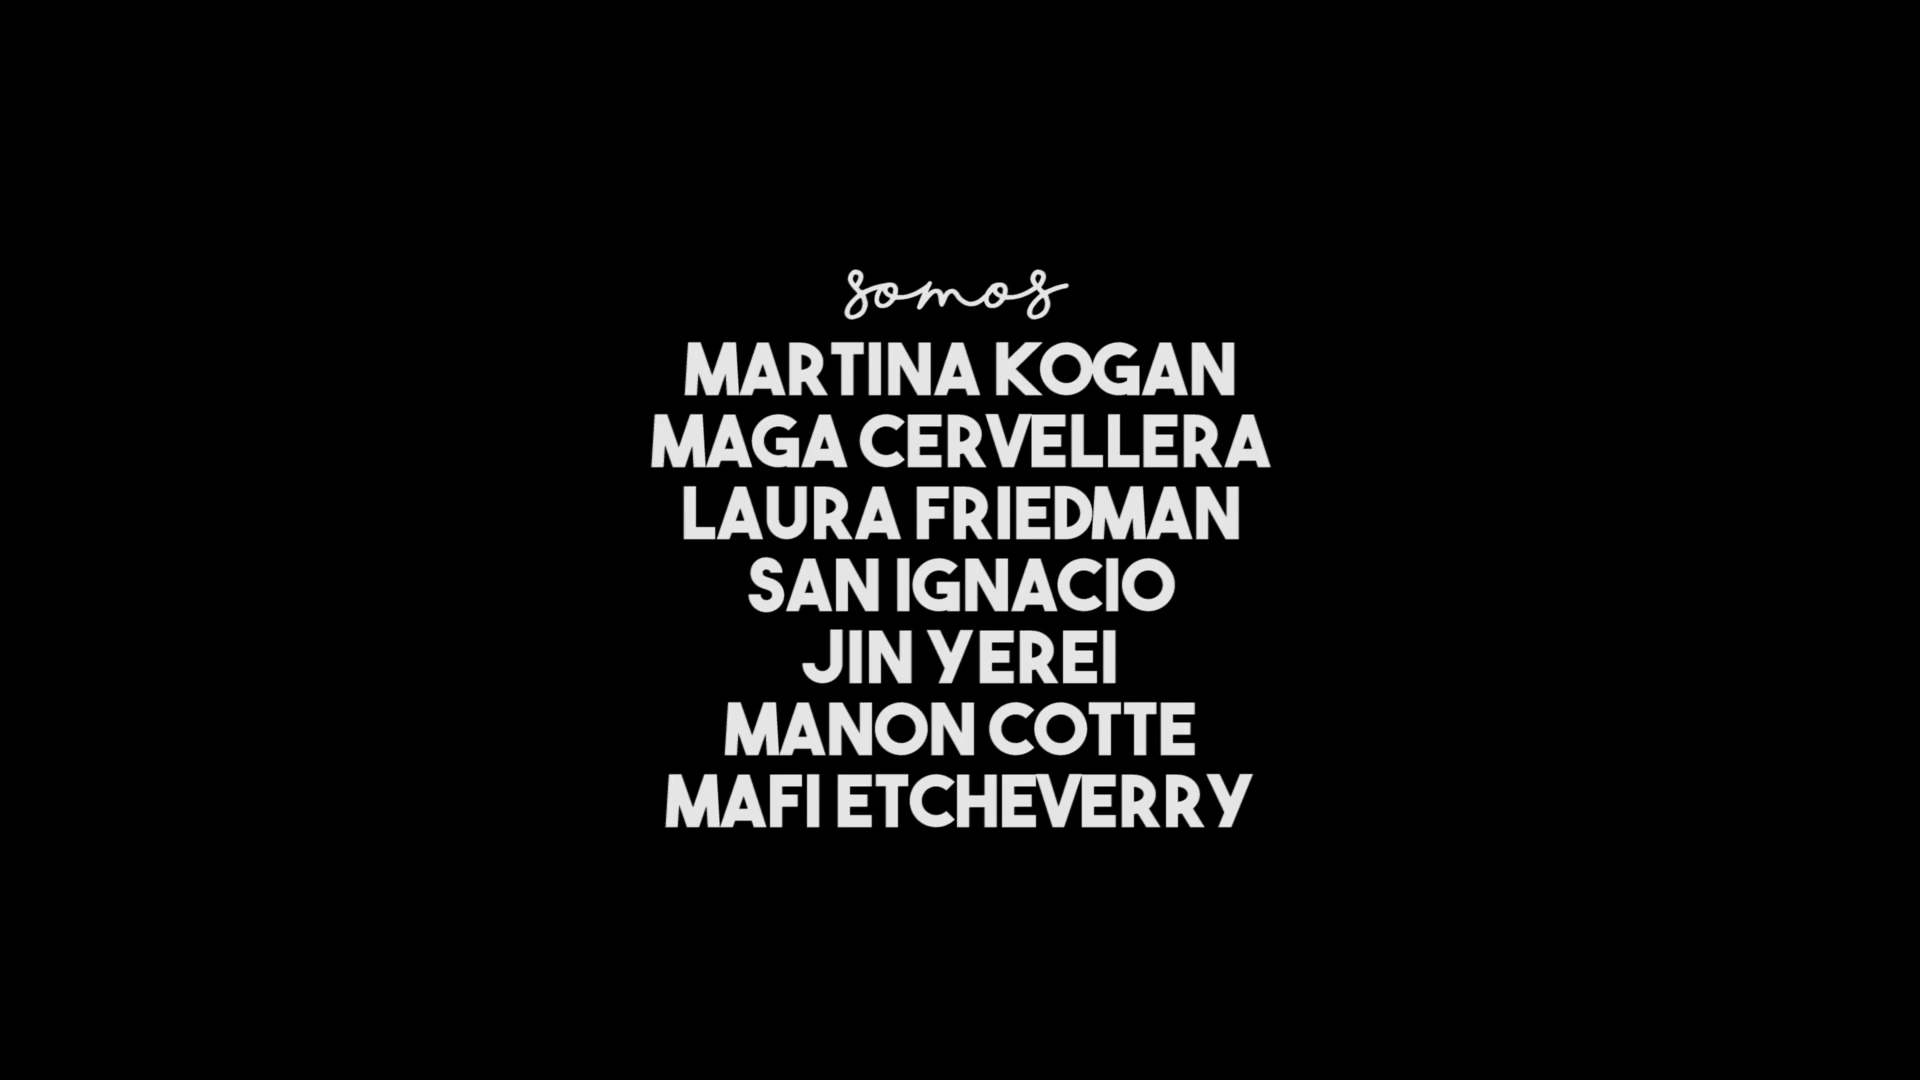 somos
MARTINA KOGAN
MAGA CERVELLERA
LAURA FRIEDMAN
SAN IGNACIO
JIN YEREI
MANON COTTE
MAFI ETCHEVERRY